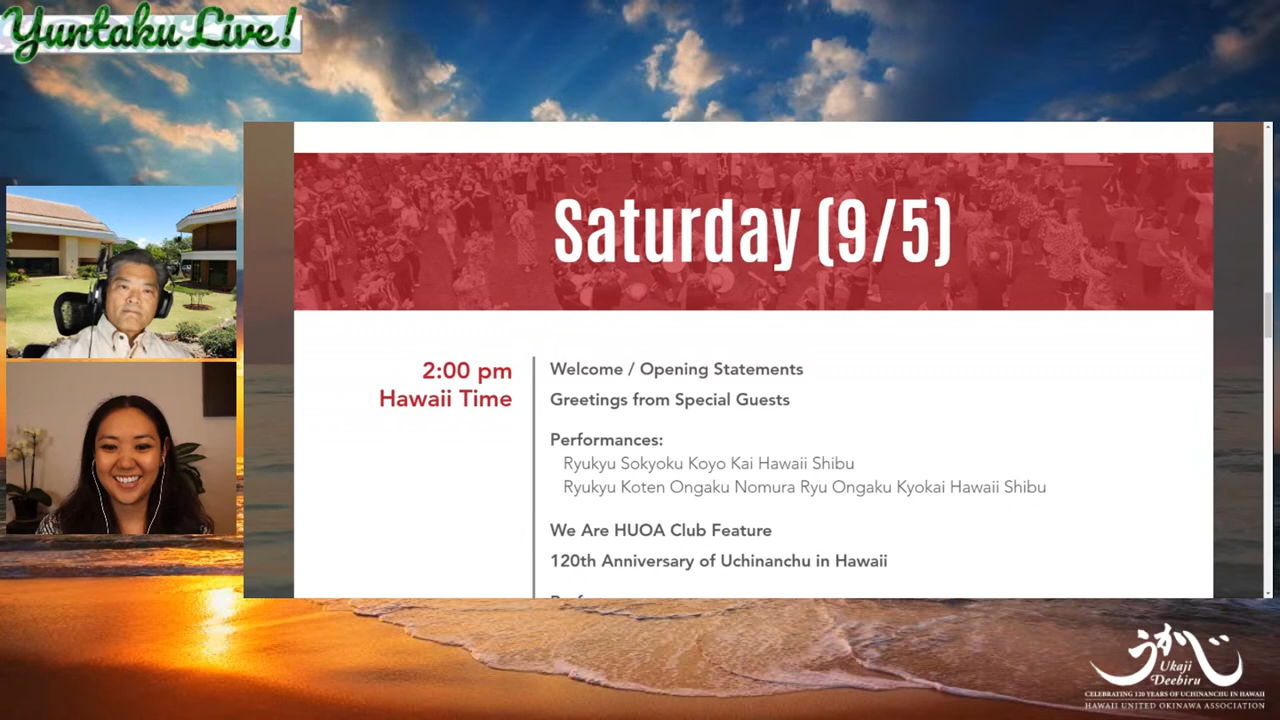 Yuntaku Live!
Saturday (9/5)
2:00 pm
Hawaii Time
Welcome / Opening Statements
Greetings from Special Guests
Performances:
Ryukyu Sokyoku Koyo Kai Hawaii Shibu
Ryukyu Koten Ongaku Nomura Ryu Ongaku Kyokai Hawaii Shibu
We Are HUOA Club Feature
120th Anniversary of Uchinanchu in Hawaii
うかじ
Ukaji
Deebiru
CELEBRATING 120 YEARS OF UCHINANCHU IN HAWAII
HAWAII UNITED OKINAWA ASSOCIATION